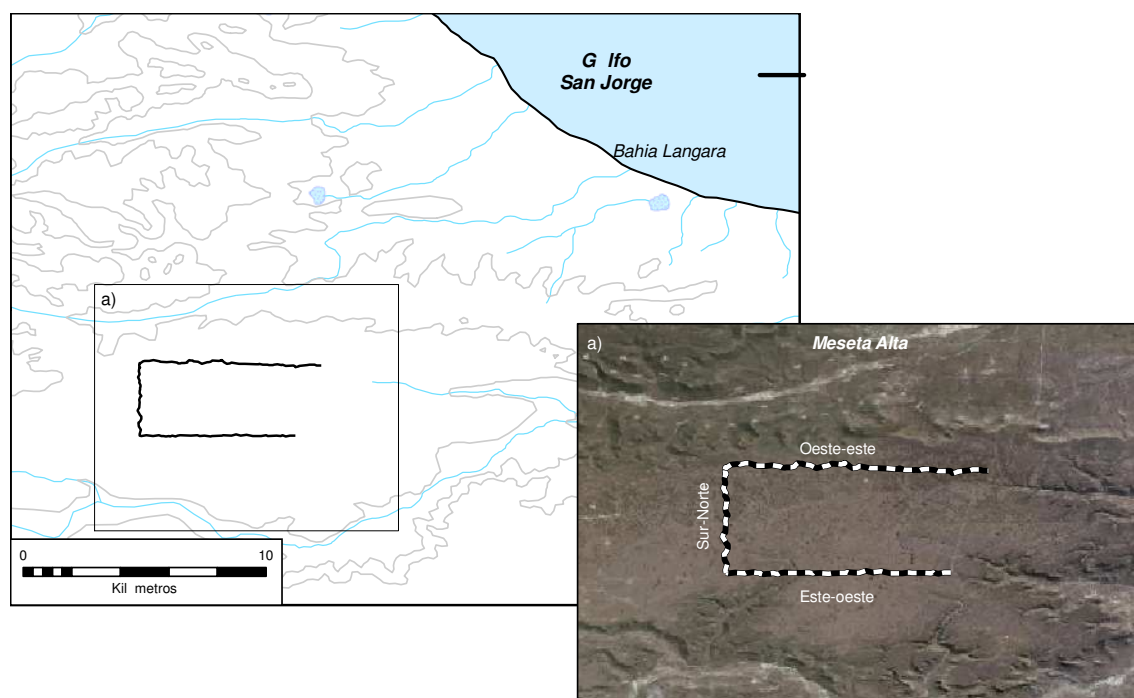 G lfo
San Jorge
Bahia Langara
a)
0 10
Kil metros
a) Meseta Alta
Oeste-este
Sur-Norte
Este-oeste